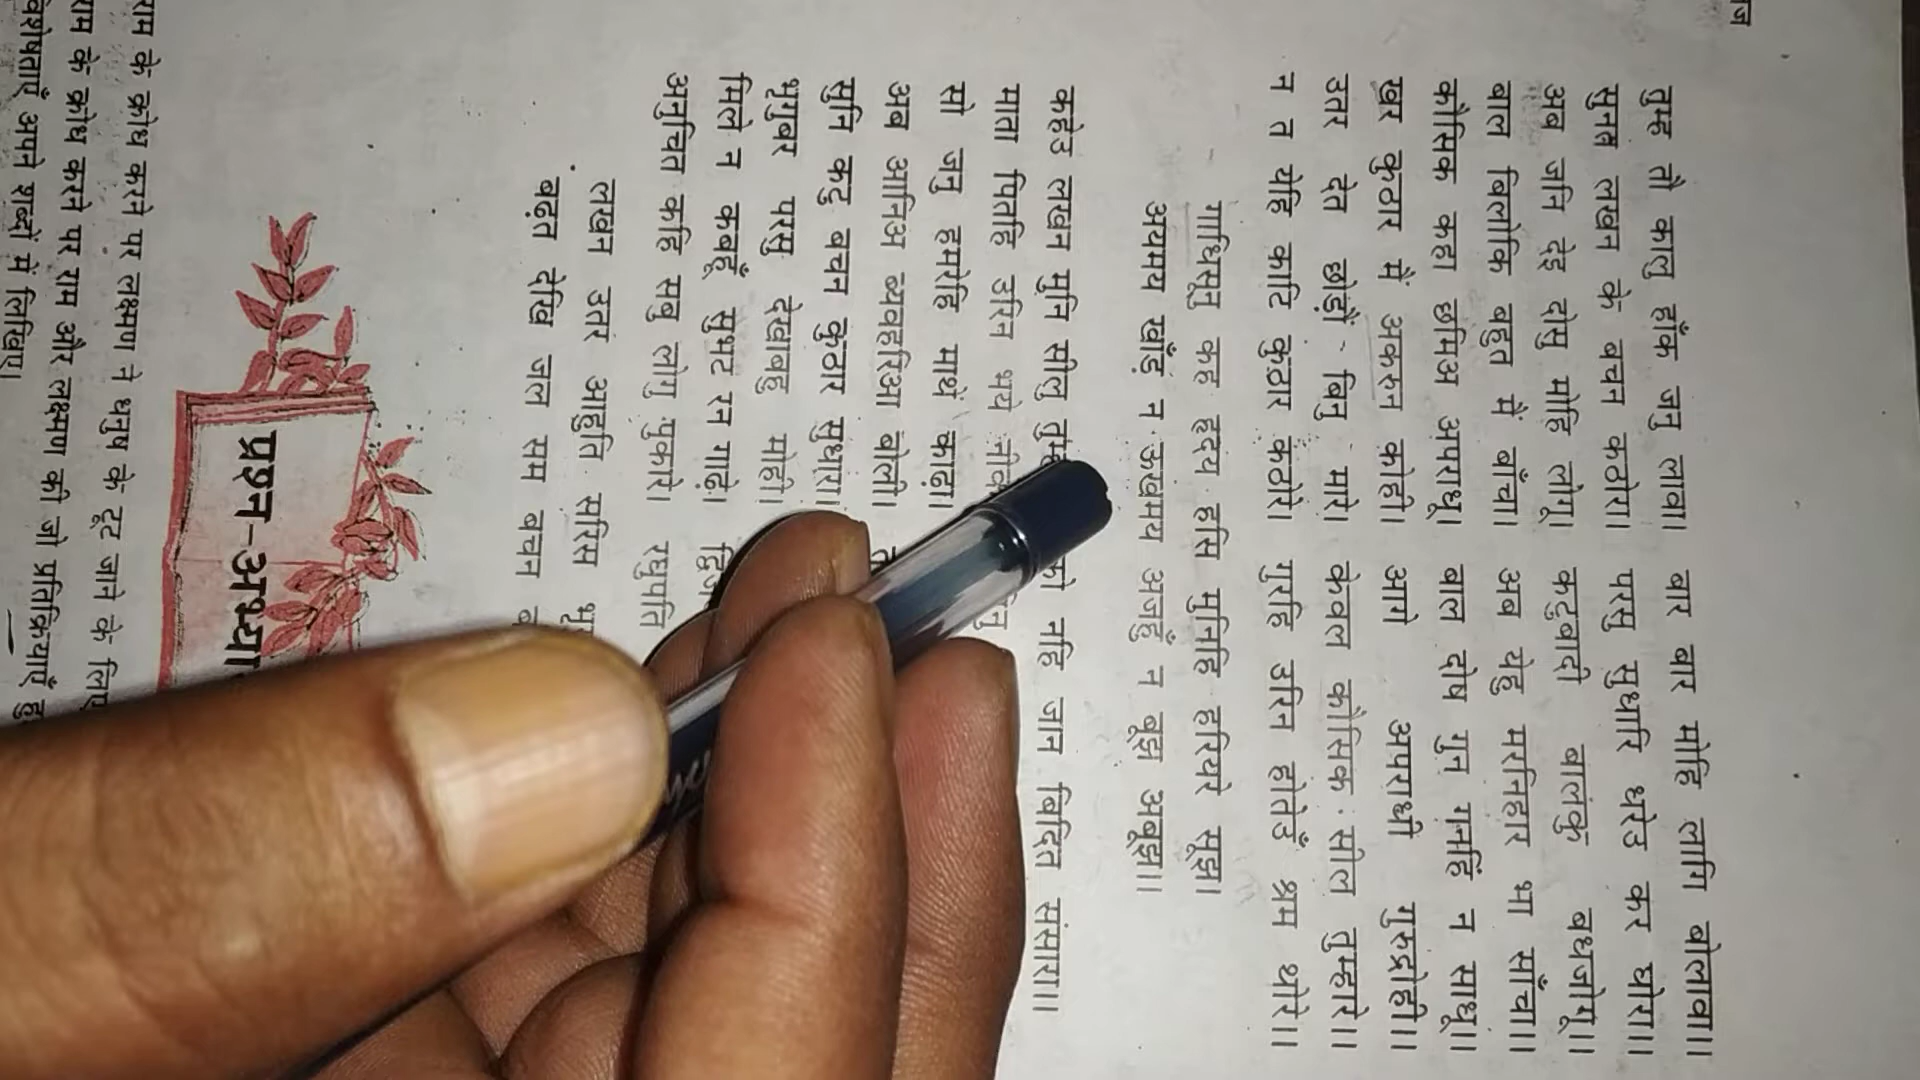 तुम्ह तौ कालु हाँक जनु लावा। बार बार मोहि लागि बोलावा॥
सुनत लखन के बचन कठोरा। परसु सुधारि धरेउ कर घोरा॥
अब जनि देइ दोसु मोहि लोगू। कटुबादी बालकु बधजोगू॥
बाल बिलोकि बहुत मैं बाँचा। अब येहु मरनिहार भा साँचा॥
कौसिक कहा छमिअ अपराधू। बाल दोष गुन गनहिं न साधू॥
खर कुठार मैं अकरुन कोही। आगे अपराधी गुरुद्रोही॥
उतर देत छोड़ौं बिनु मारे। केवल कौसिक सील तुम्हारे॥
न त येहि काटि कुठार कठोरे। गुरहि उरिन होतेउँ श्रम थोरे॥
गाधिसूनु कह हृदय हसि मुनिहि हरियरे सूझ।
अयमय खाँड़ न ऊखमय अजहुँ न बूझ अबूझ॥
कहेउ लखन मुनि सीलु को नहि जान बिदित संसारा॥
माता पितहि उरिन भये
सो जनु हमरेहि माथें काढ़ा।
अब आनिअ ब्यवहरिआ बोली।
सुनि कटु बचन कुठार सुधारा।
भृगुबर परसु देखाबहु मोही।
मिले न कबहूँ सुभट रन गाढ़े।
अनुचित कहि सबु लोगु पुकारे। रघुपति
लखन उतर आहुति सरिस
बढ़त देखि जल सम बचन
प्रश्न-अभ्या
राम के क्रोध करने पर लक्ष्मण ने धनुष के टूट जाने के लिए
राम के क्रोध करने पर राम और लक्ष्मण की जो प्रतिक्रियाएँ
विशेषताएँ अपने शब्दों में लिखिए।